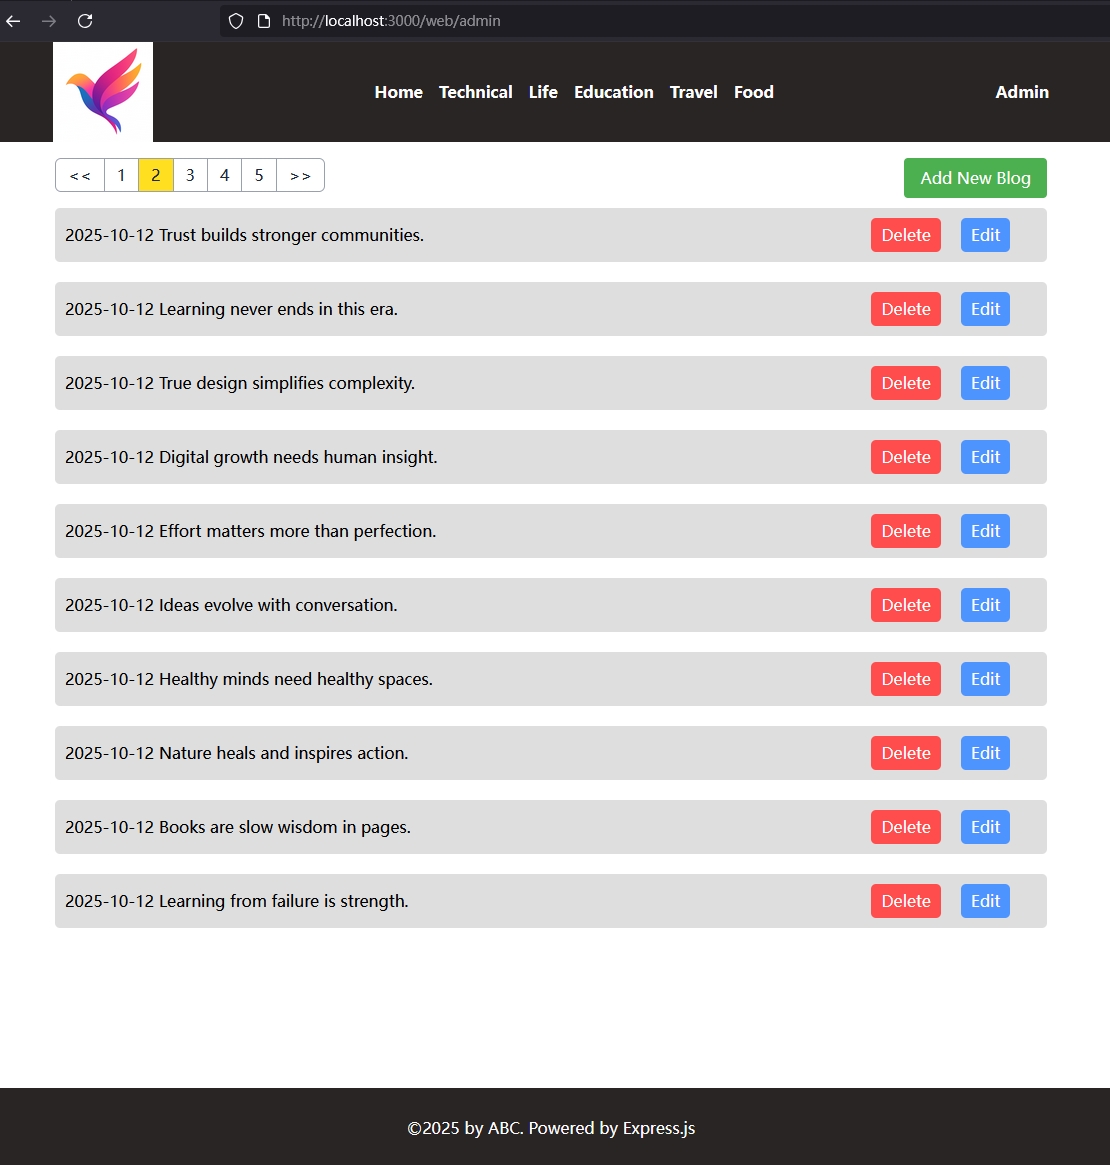 http://localhost:3000/web/admin
Home Technical Life Education Travel Food Admin
<< 1 2 3 4 5 >> Add New Blog
2025-10-12 Trust builds stronger communities. Delete Edit
2025-10-12 Learning never ends in this era. Delete Edit
2025-10-12 True design simplifies complexity. Delete Edit
2025-10-12 Digital growth needs human insight. Delete Edit
2025-10-12 Effort matters more than perfection. Delete Edit
2025-10-12 Ideas evolve with conversation. Delete Edit
2025-10-12 Healthy minds need healthy spaces. Delete Edit
2025-10-12 Nature heals and inspires action. Delete Edit
2025-10-12 Books are slow wisdom in pages. Delete Edit
2025-10-12 Learning from failure is strength. Delete Edit
©2025 by ABC. Powered by Express.js